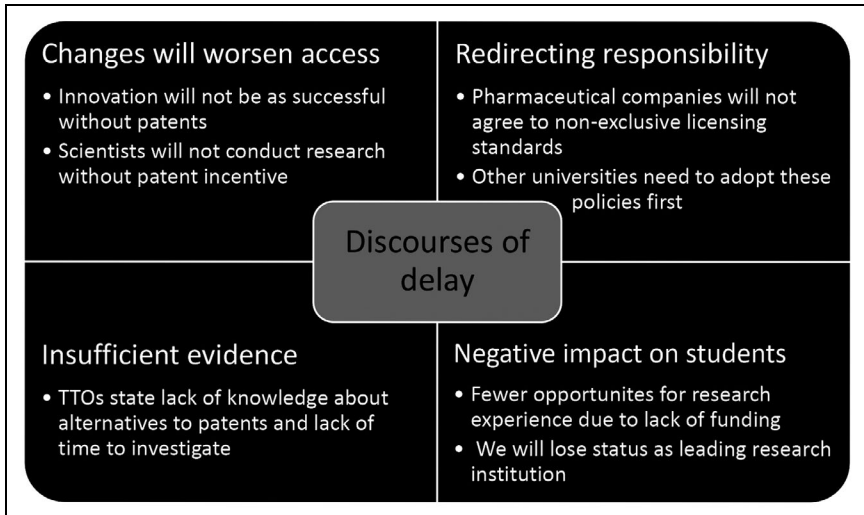 Changes will worsen access
• Innovation will not be as successful
without patents
• Scientists will not conduct research
without patent incentive
Redirecting responsibility
• Pharmaceutical companies will not
agree to non-exclusive licensing
standards
• Other universities need to adopt these
policies first
Discourses of
delay
Insufficient evidence
• TTOs state lack of knowledge about
alternatives to patents and lack of
time to investigate
Negative impact on students
• Fewer opportunites for research
experience due to lack of funding
• We will lose status as leading research
institution